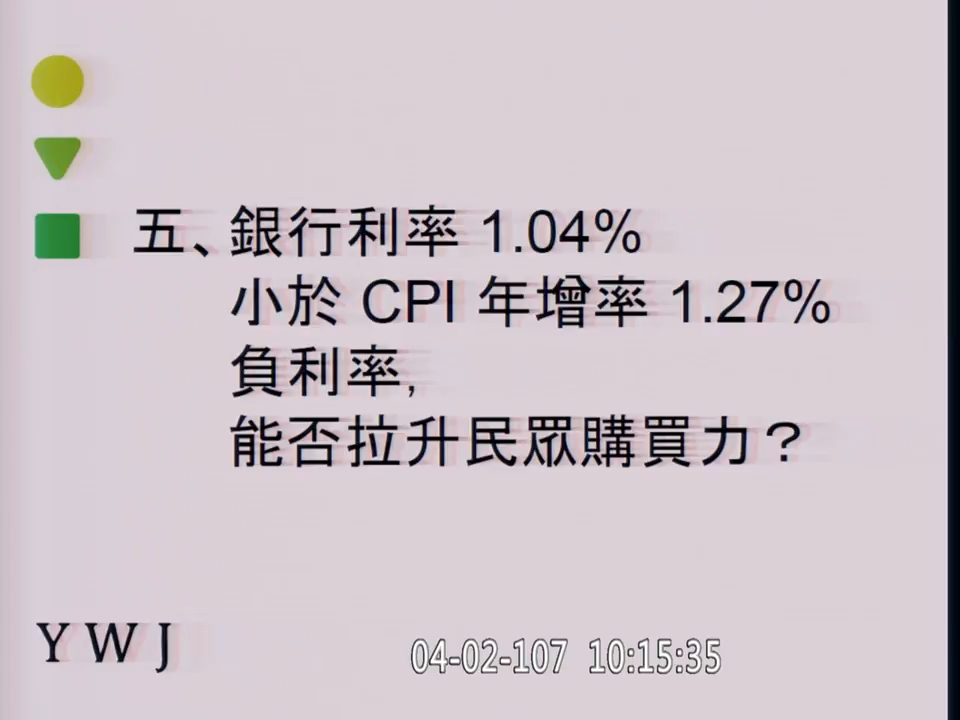 五、銀行利率 1.04%
小於 CPI 年增率 1.27%
負利率,
能否拉升民眾購買力？
YWJ
04-02-107 10:15:35